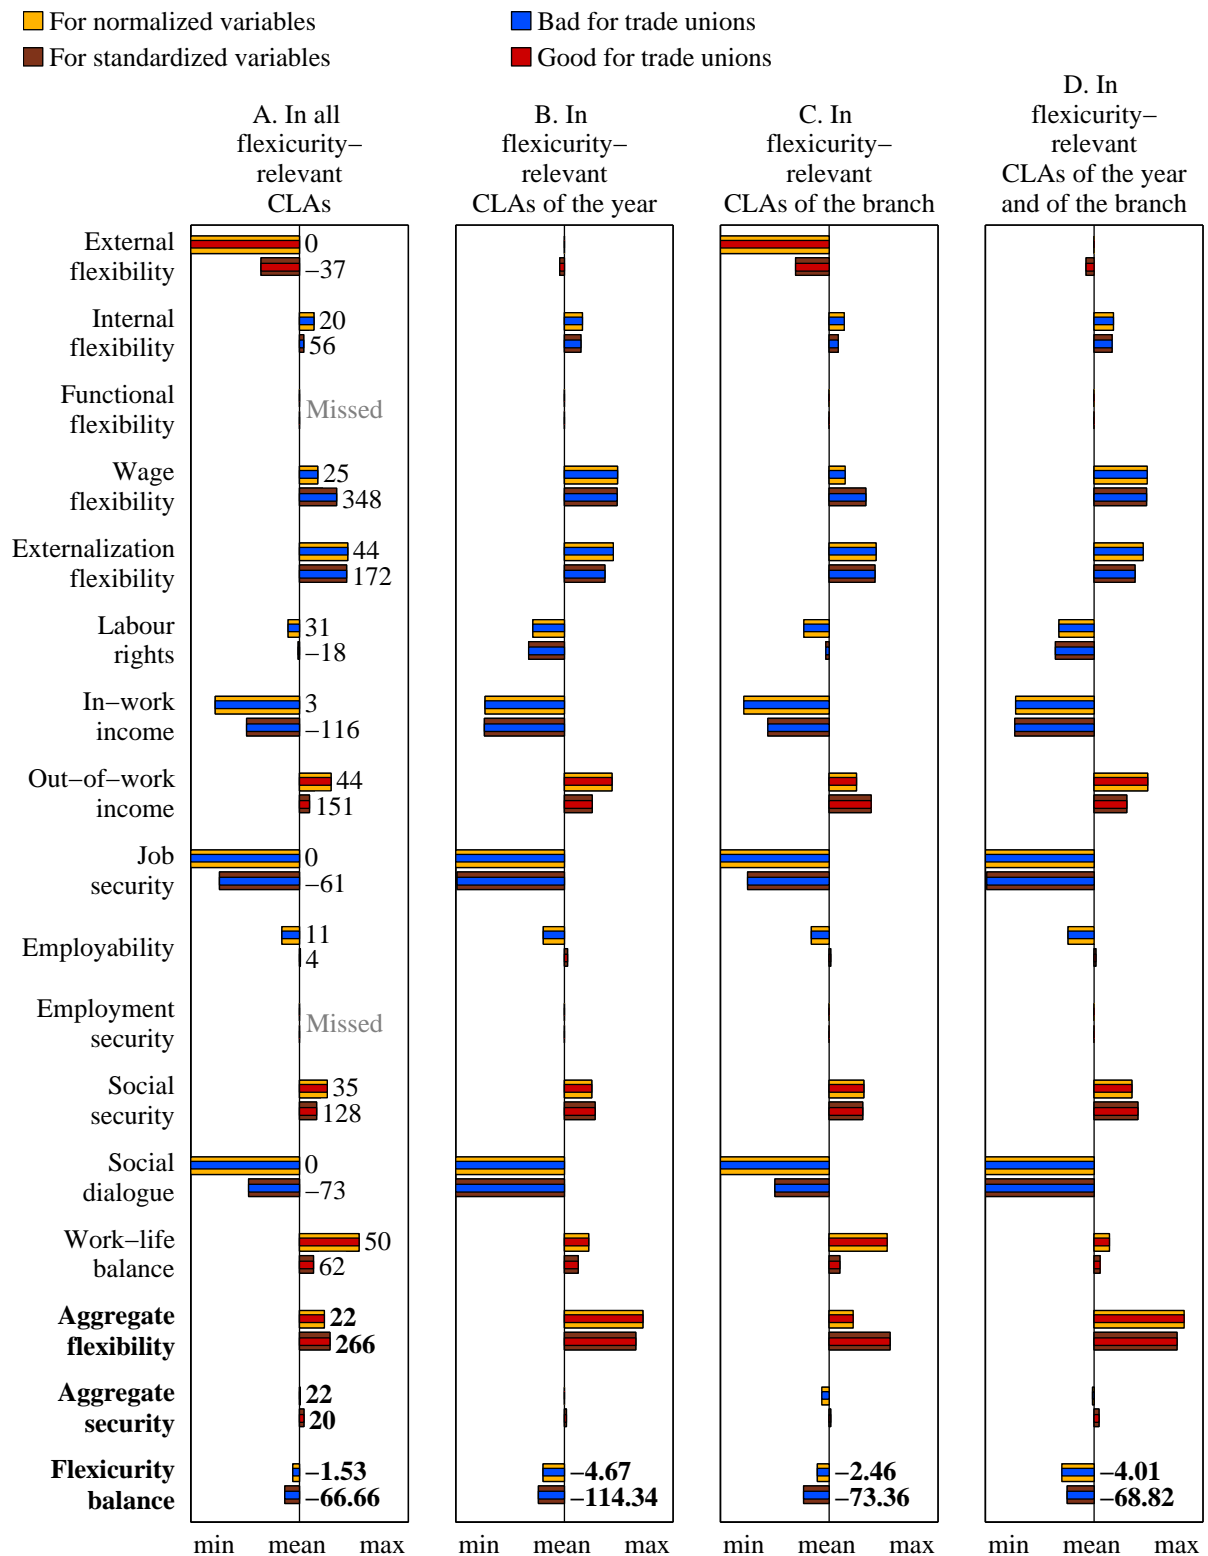 For normalized variables
Bad for trade unions
For standardized variables
Good for trade unions
A. In all
flexicurity−
relevant
CLAs
B. In
flexicurity−
relevant
CLAs of the year
C. In
flexicurity−
relevant
CLAs of the branch
D. In
flexicurity−
relevant
CLAs of the year
and of the branch
External
flexibility
0
−37
Internal
flexibility
20
56
Functional
flexibility
Missed
Wage
flexibility
25
348
Externalization
flexibility
44
172
Labour
rights
31
−18
In−work
income
3
−116
Out−of−work
income
44
151
Job
security
0
−61
Employability
11
4
Employment
security
Missed
Social
security
35
128
Social
dialogue
0
−73
Work−life
balance
50
62
Aggregate
flexibility
22
266
Aggregate
security
22
20
Flexicurity
balance
−1.53
−66.66
−4.67
−114.34
−2.46
−73.36
−4.01
−68.82
min mean max
min mean max
min mean max
min mean max